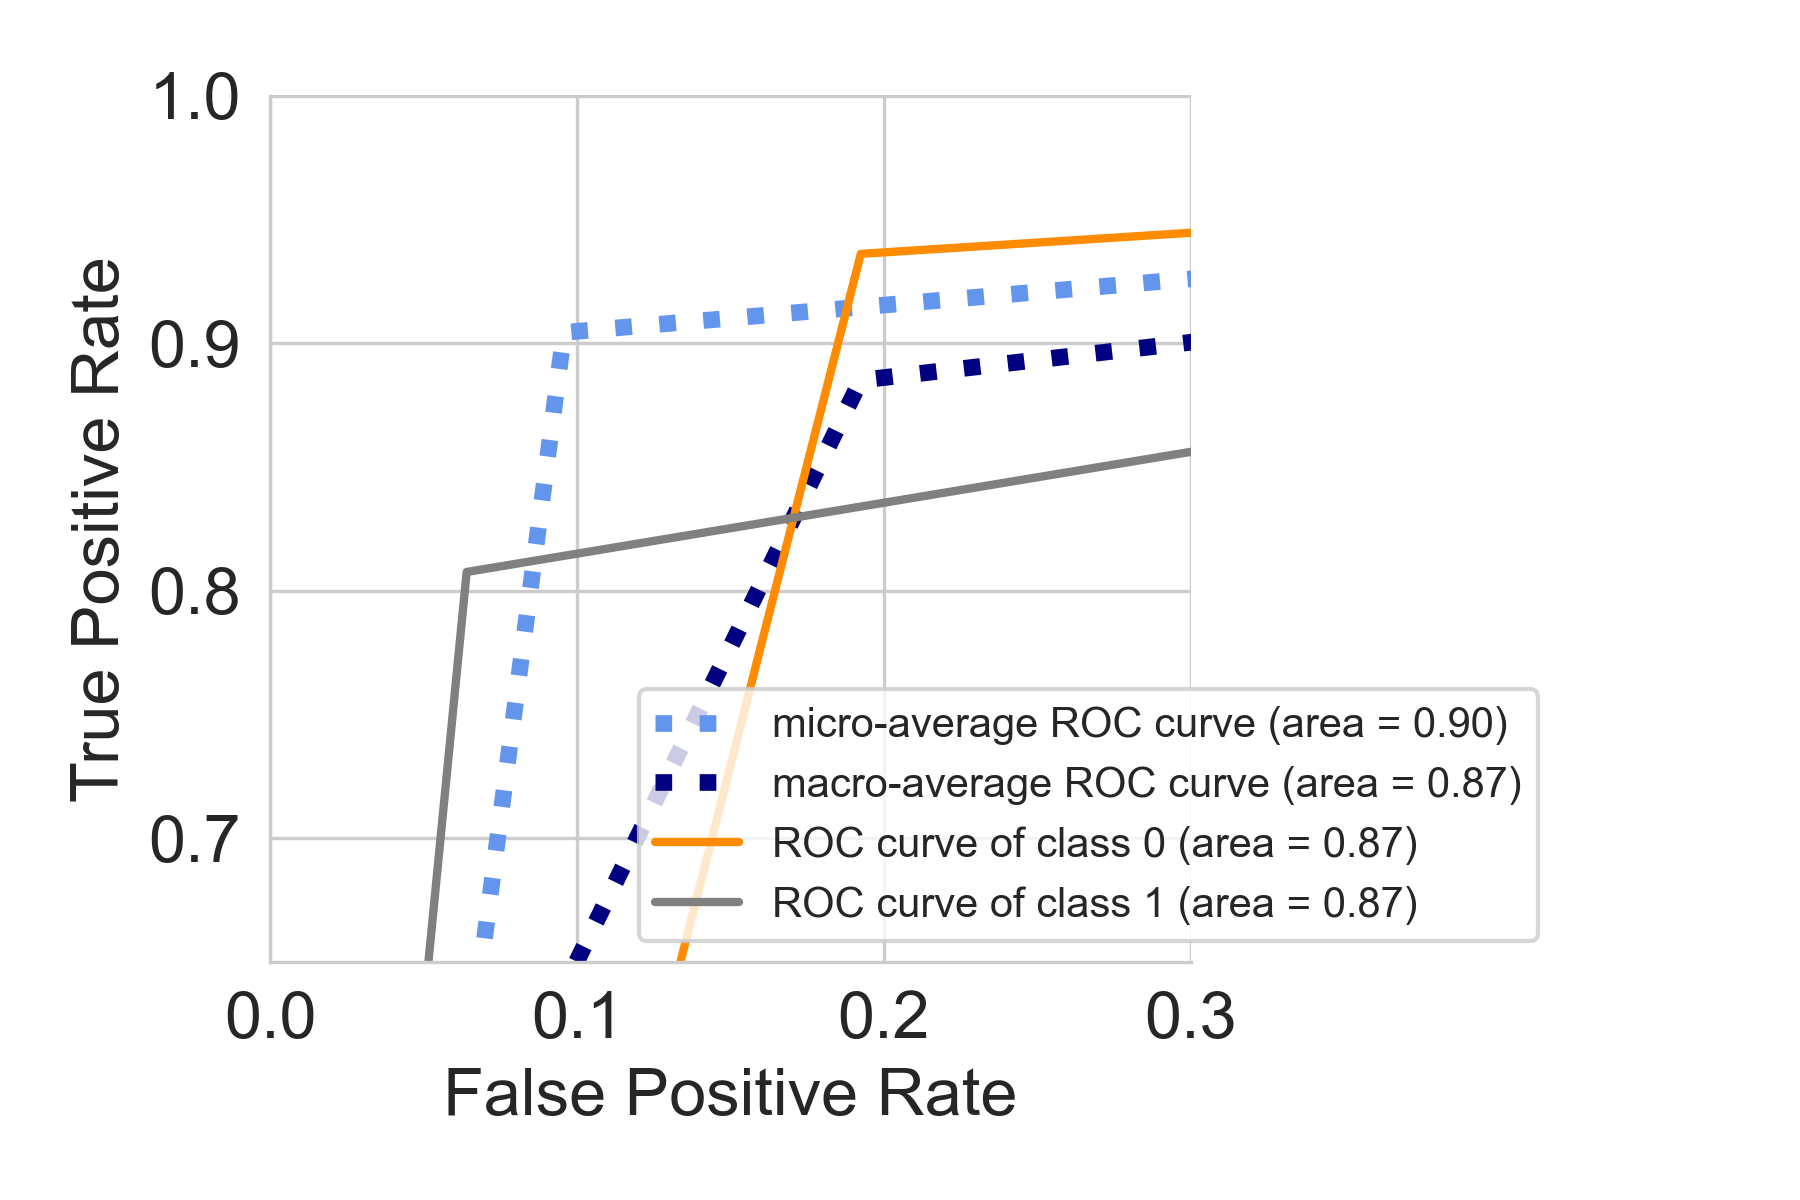 1.0
0.9
0.8
0.7
True Positive Rate
micro-average ROC curve (area = 0.90)
macro-average ROC curve (area = 0.87)
ROC curve of class 0 (area = 0.87)
ROC curve of class 1 (area = 0.87)
0.0 0.1 0.2 0.3
False Positive Rate